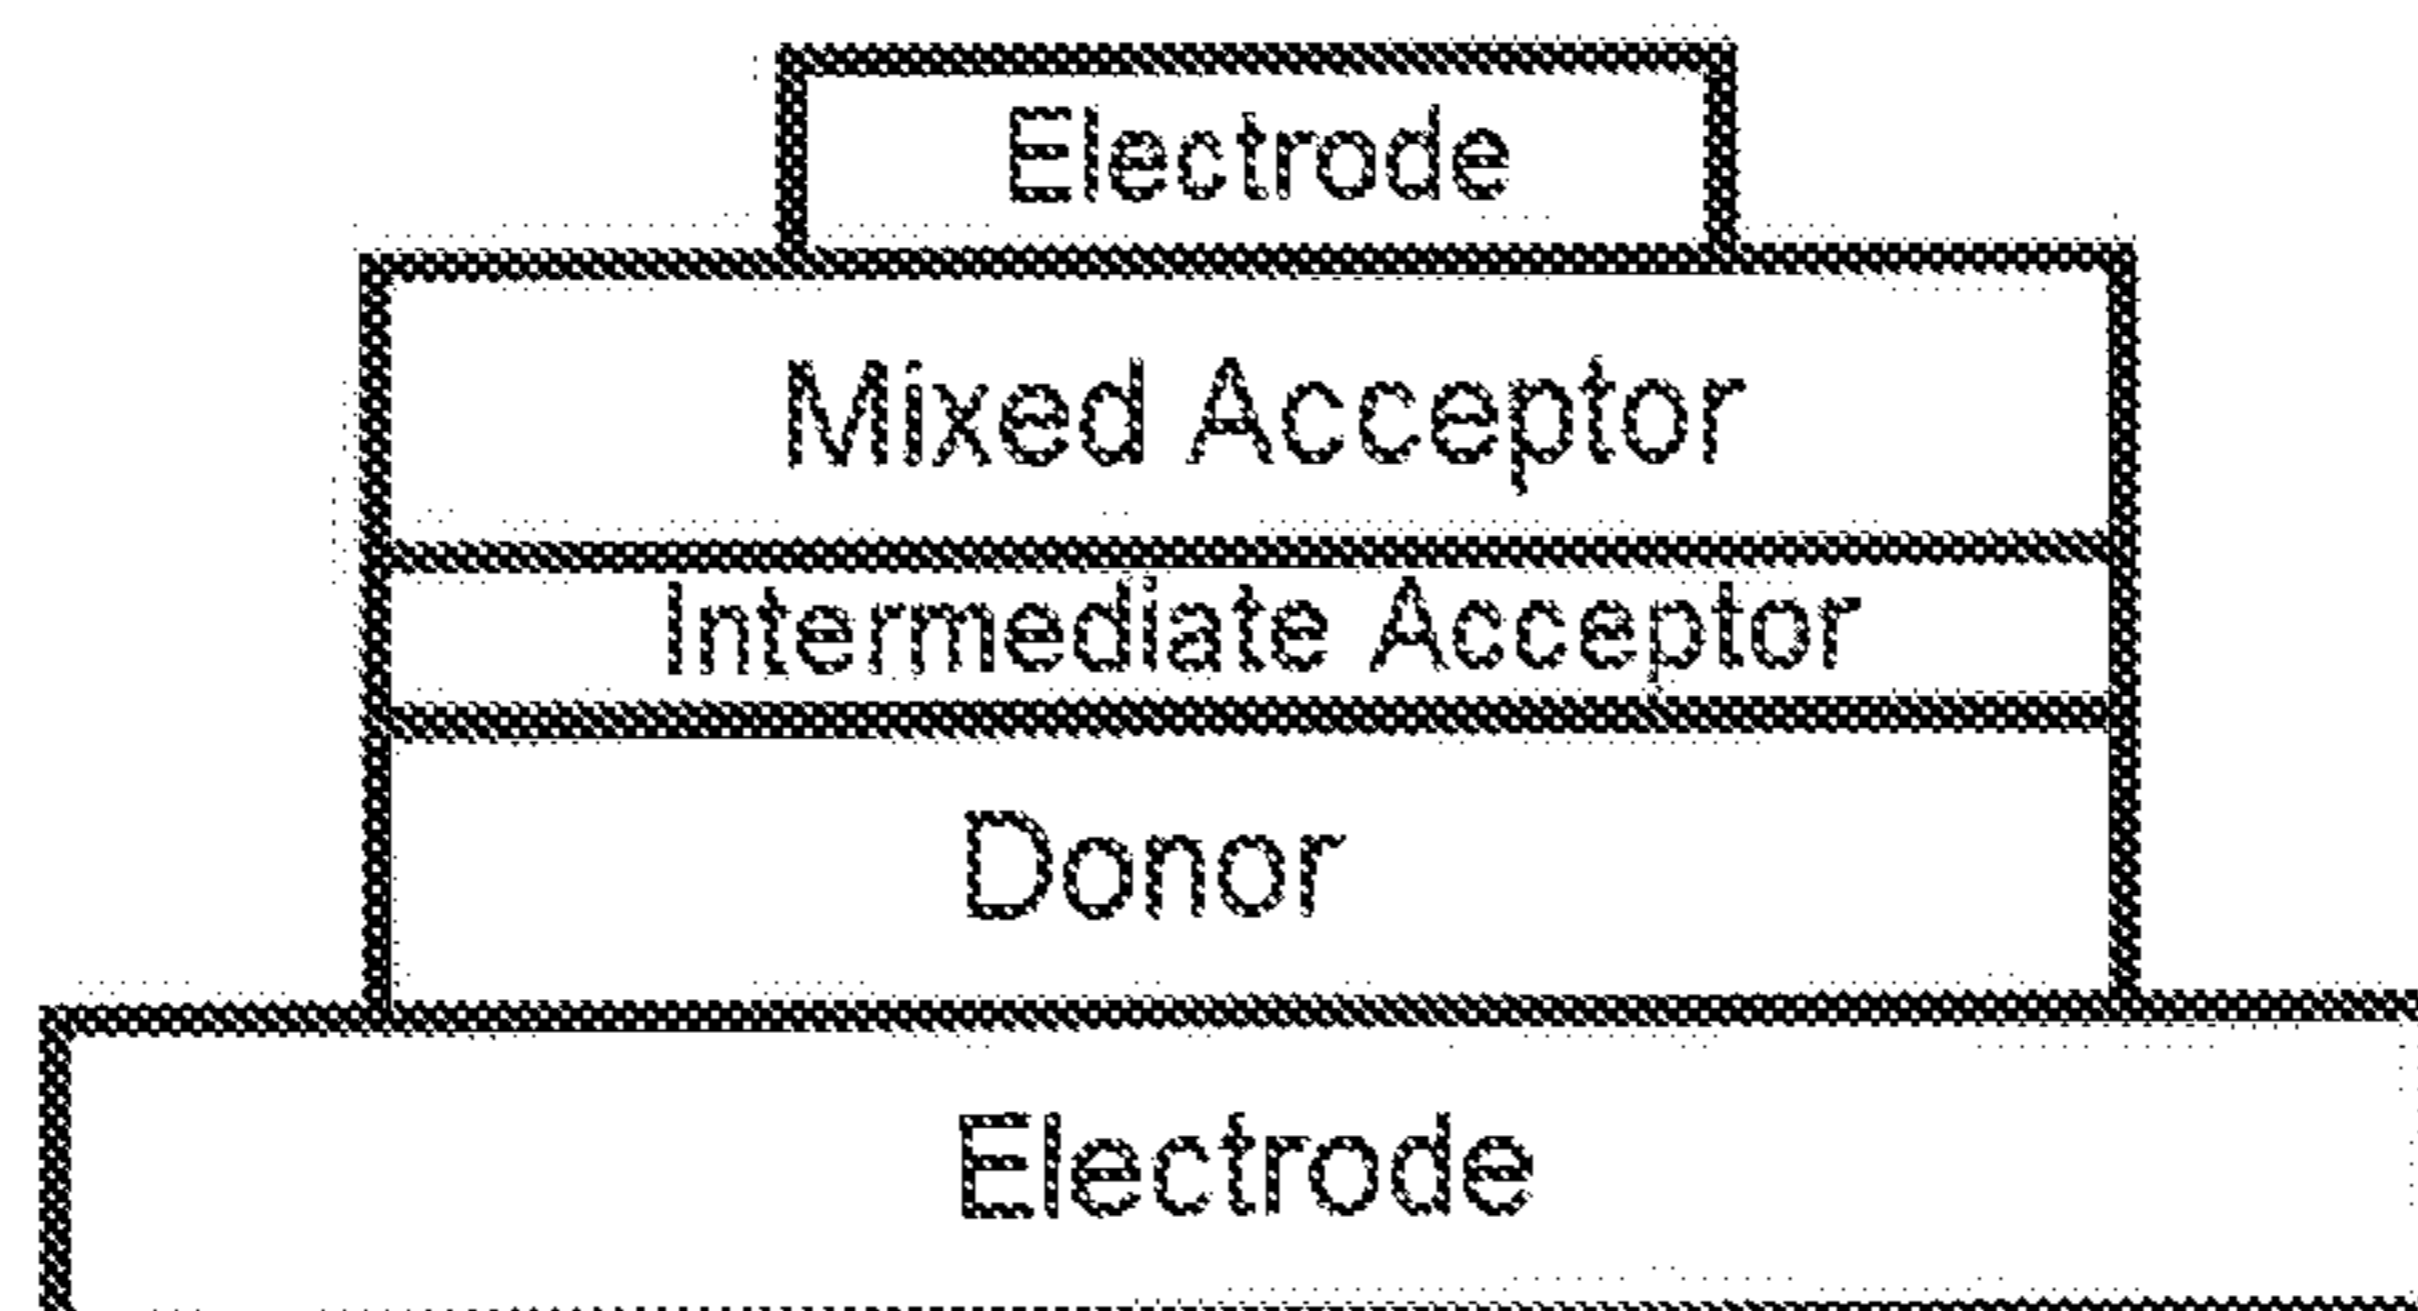 Electrode
Mixed Acceptor
Intermediate Acceptor
Donor
Electrode